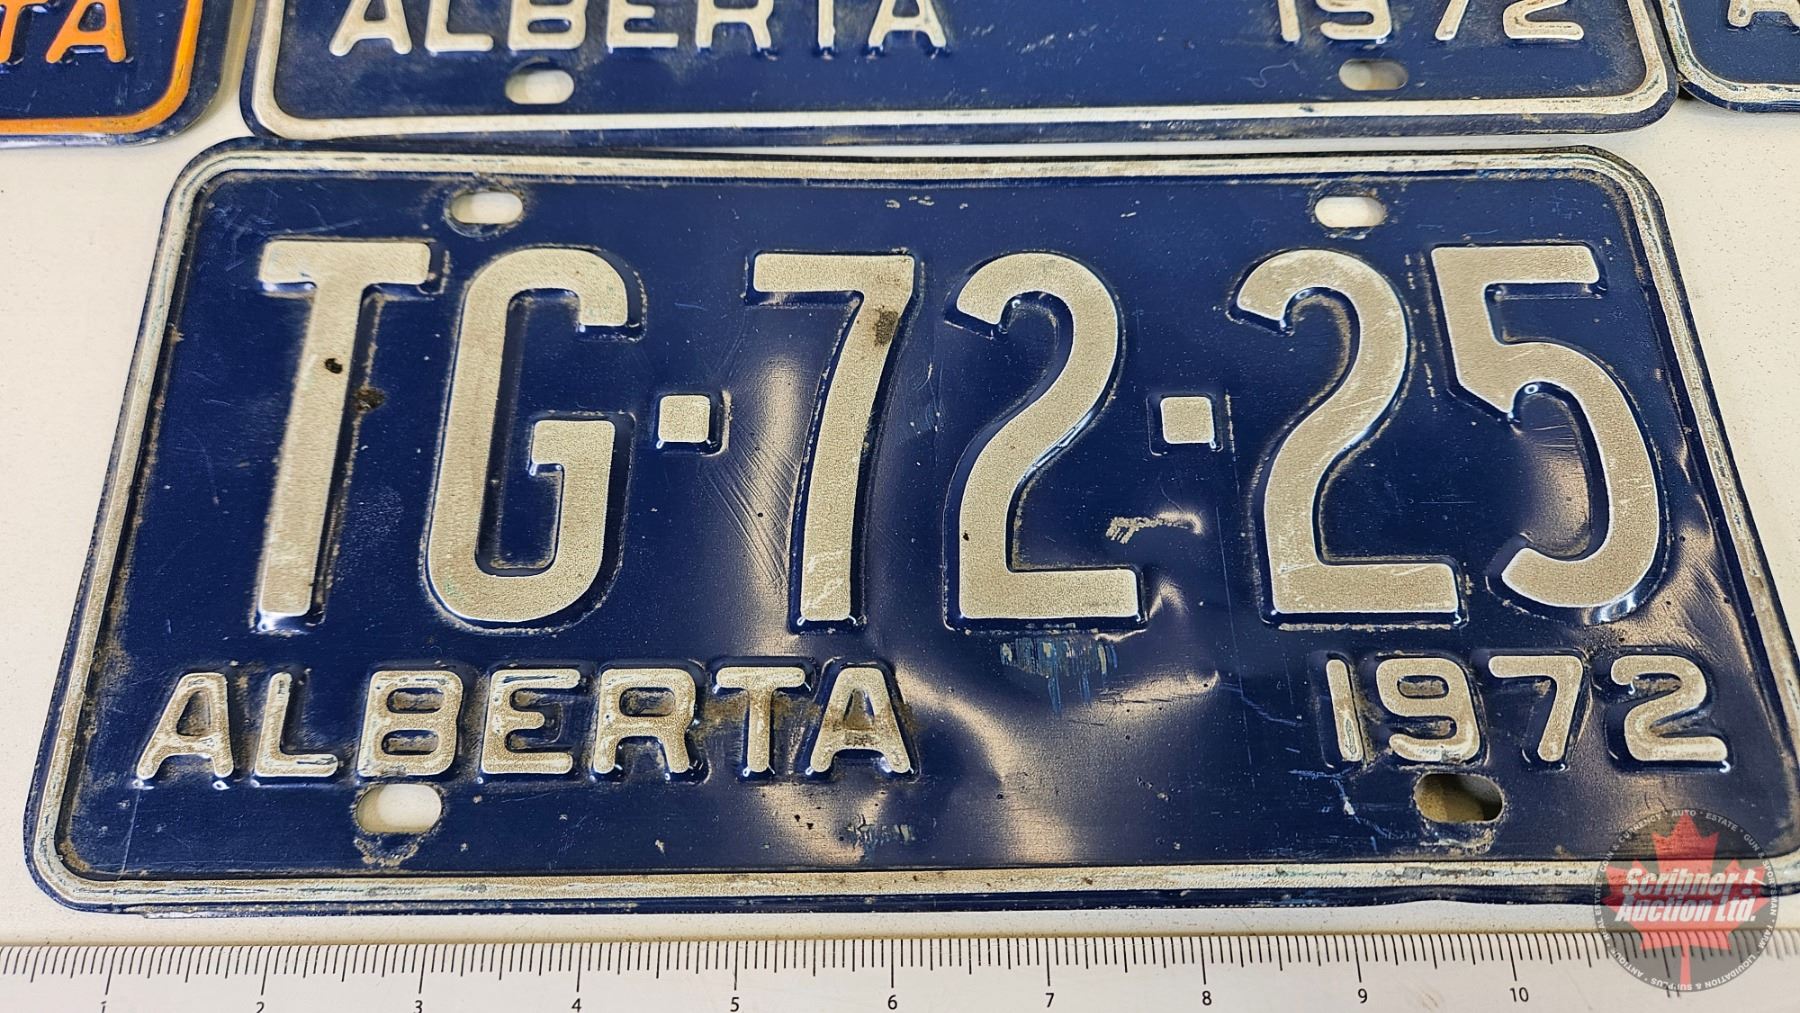 TA
ALBERTA 1972
TG·72·25
ALBERTA 1972
Scribner
Auction Ltd.
1 2 3 4 5 6 7 8 9 10